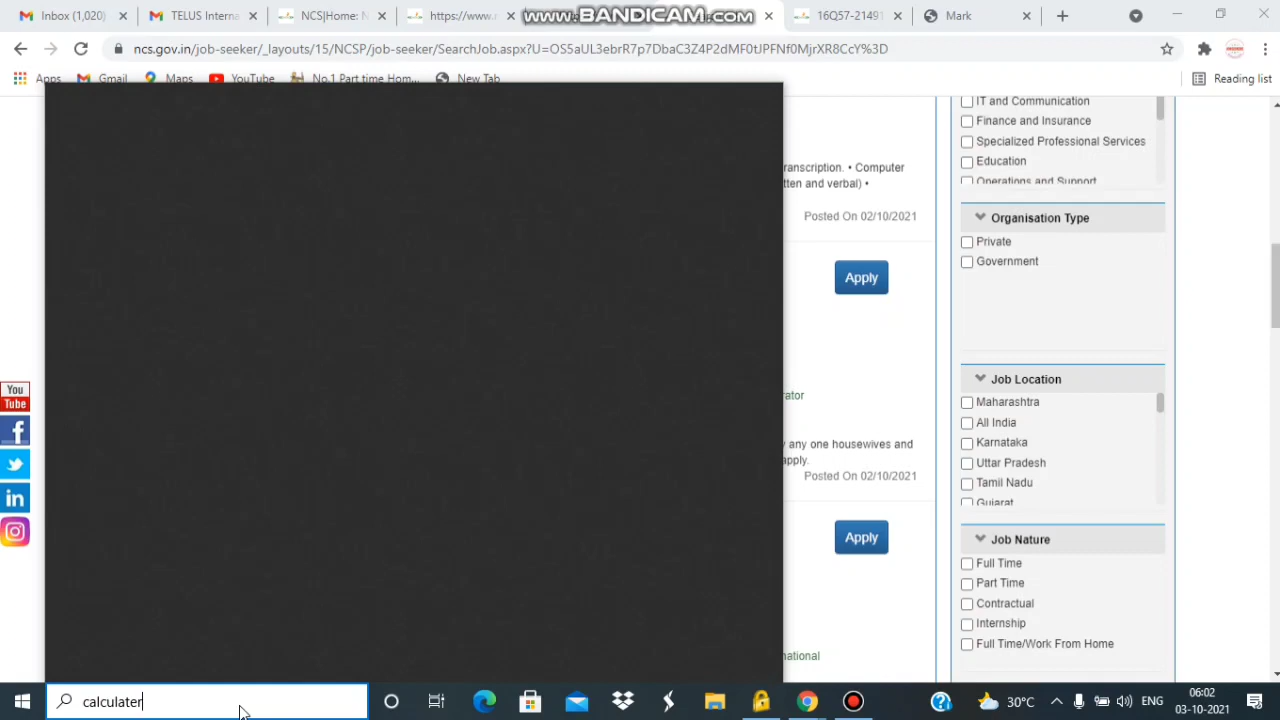 Inbox (1,020)
TELUS Interna
NCS|Home: N
https://www.n
WWW.BANDICAM.COM
16Q57-21491
Mark
ncs.gov.in/job-seeker/_layouts/15/NCSP/job-seeker/SearchJob.aspx?U=OS5aUL3ebrR7p7DbaC3Z4P2dMF0tJPFNf0MjrXR8CcY%3D
Apps
Gmail
Maps
YouTube
No.1 Part time Hom...
New Tab
Reading list
ranscription. • Computer
tten and verbal) •
Posted On 02/10/2021
Apply
rator
y any one housewives and
apply.
Posted On 02/10/2021
Apply
national
IT and Communication
Finance and Insurance
Specialized Professional Services
Education
Operations and Support
Organisation Type
Private
Government
Job Location
Maharashtra
All India
Karnataka
Uttar Pradesh
Tamil Nadu
Gujarat
Job Nature
Full Time
Part Time
Contractual
Internship
Full Time/Work From Home
You
Tube
calculater
30°C
ENG
06:02
03-10-2021